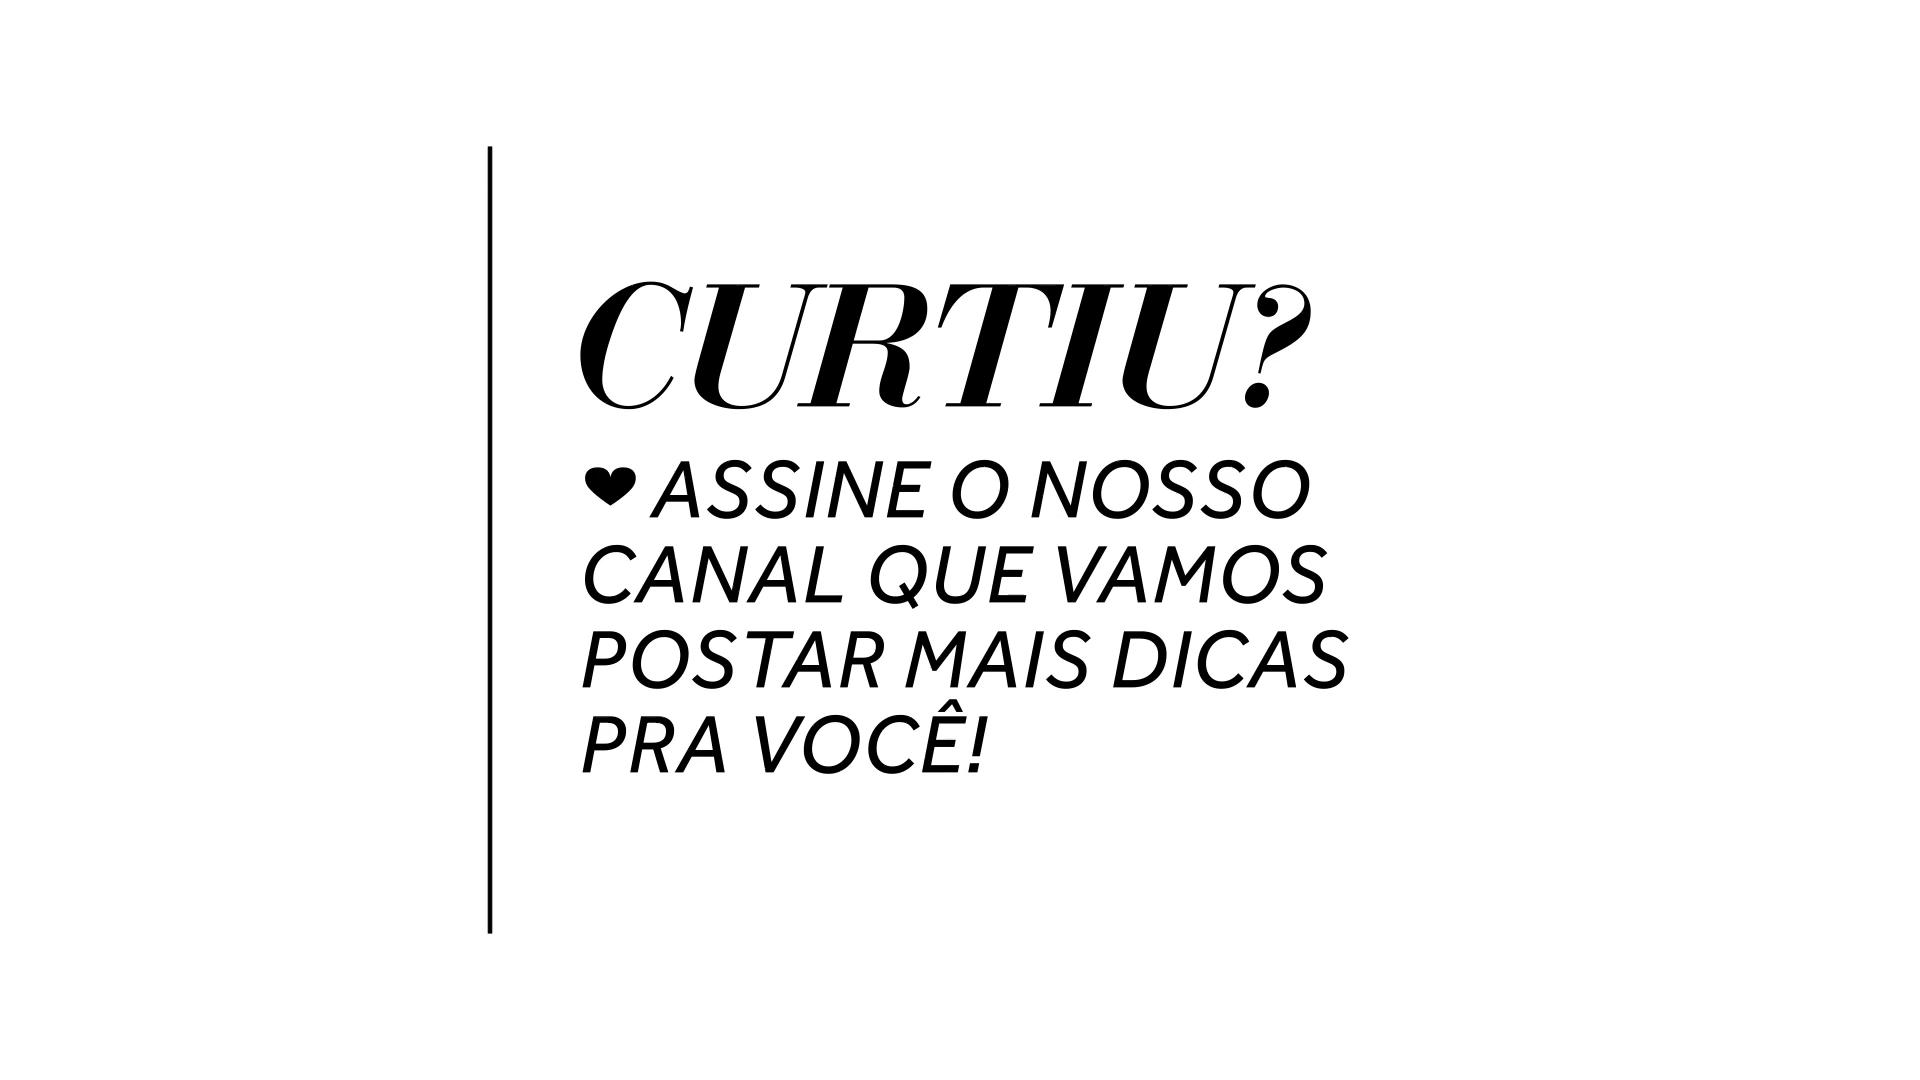 CURTIU?
♥ ASSINE O NOSSO
CANAL QUE VAMOS
POSTAR MAIS DICAS
PRA VOCÊ!